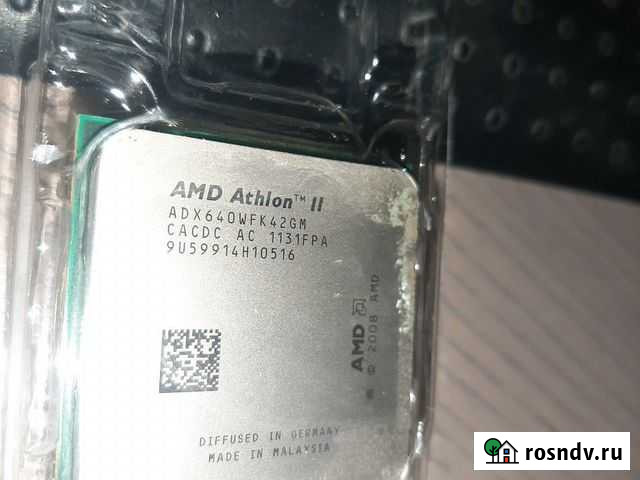 AMD Athlon™ II
ADX640WFK42GM
CACDC AC 1131FPA
9U59914H10516
AMD
© 2008 AMD
DIFFUSED IN GERMANY
MADE IN MALAYSIA
rosndv.ru